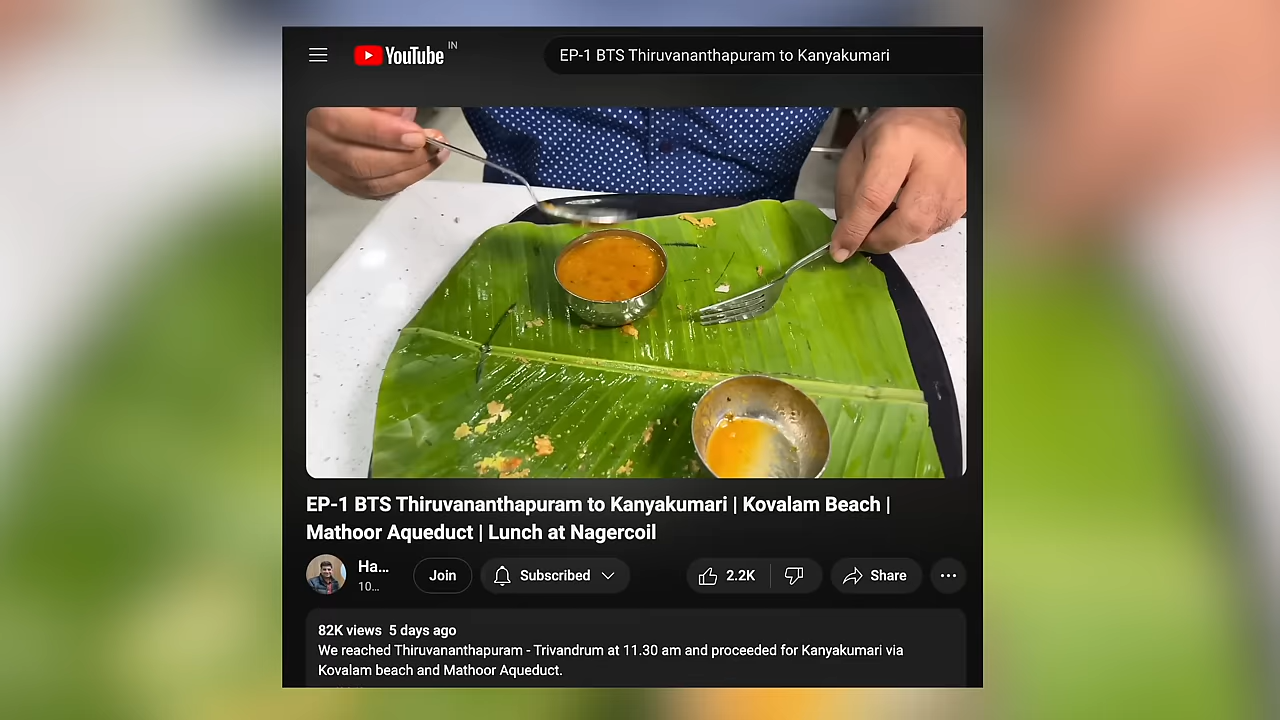 YouTube IN
EP-1 BTS Thiruvananthapuram to Kanyakumari
EP-1 BTS Thiruvananthapuram to Kanyakumari | Kovalam Beach |
Mathoor Aqueduct | Lunch at Nagercoil
Ha...
10...
Join
Subscribed
2.2K
Share
82K views 5 days ago
We reached Thiruvananthapuram - Trivandrum at 11.30 am and proceeded for Kanyakumari via
Kovalam beach and Mathoor Aqueduct.